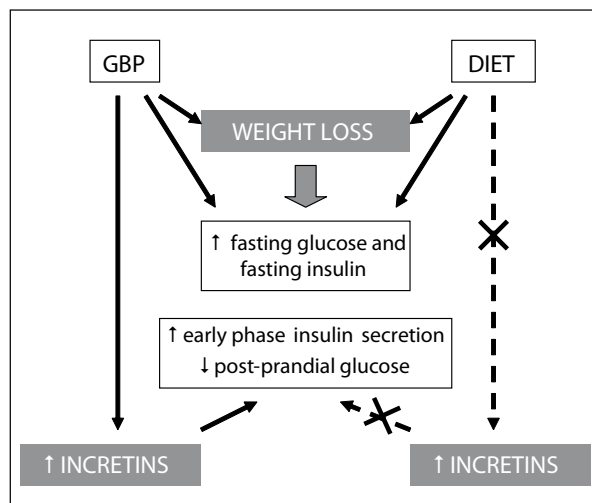 GBP
DIET
WEIGHT LOSS
↑ fasting glucose and
fasting insulin
↑ early phase insulin secretion
↓ post-prandial glucose
↑ INCRETINS
↑ INCRETINS